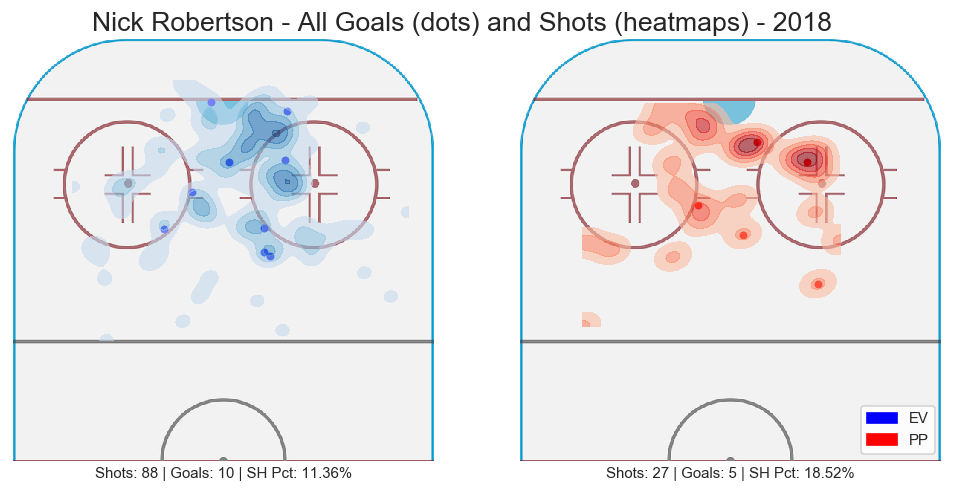 Nick Robertson - All Goals (dots) and Shots (heatmaps) - 2018
EV
PP
Shots: 88 | Goals: 10 | SH Pct: 11.36%
Shots: 27 | Goals: 5 | SH Pct: 18.52%